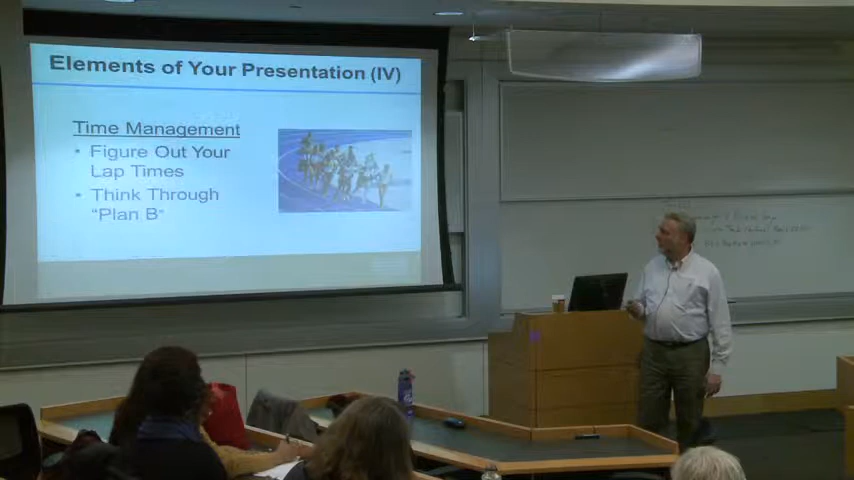 Elements of Your Presentation (IV)
Time Management
• Figure Out Your
Lap Times
• Think Through
"Plan B"